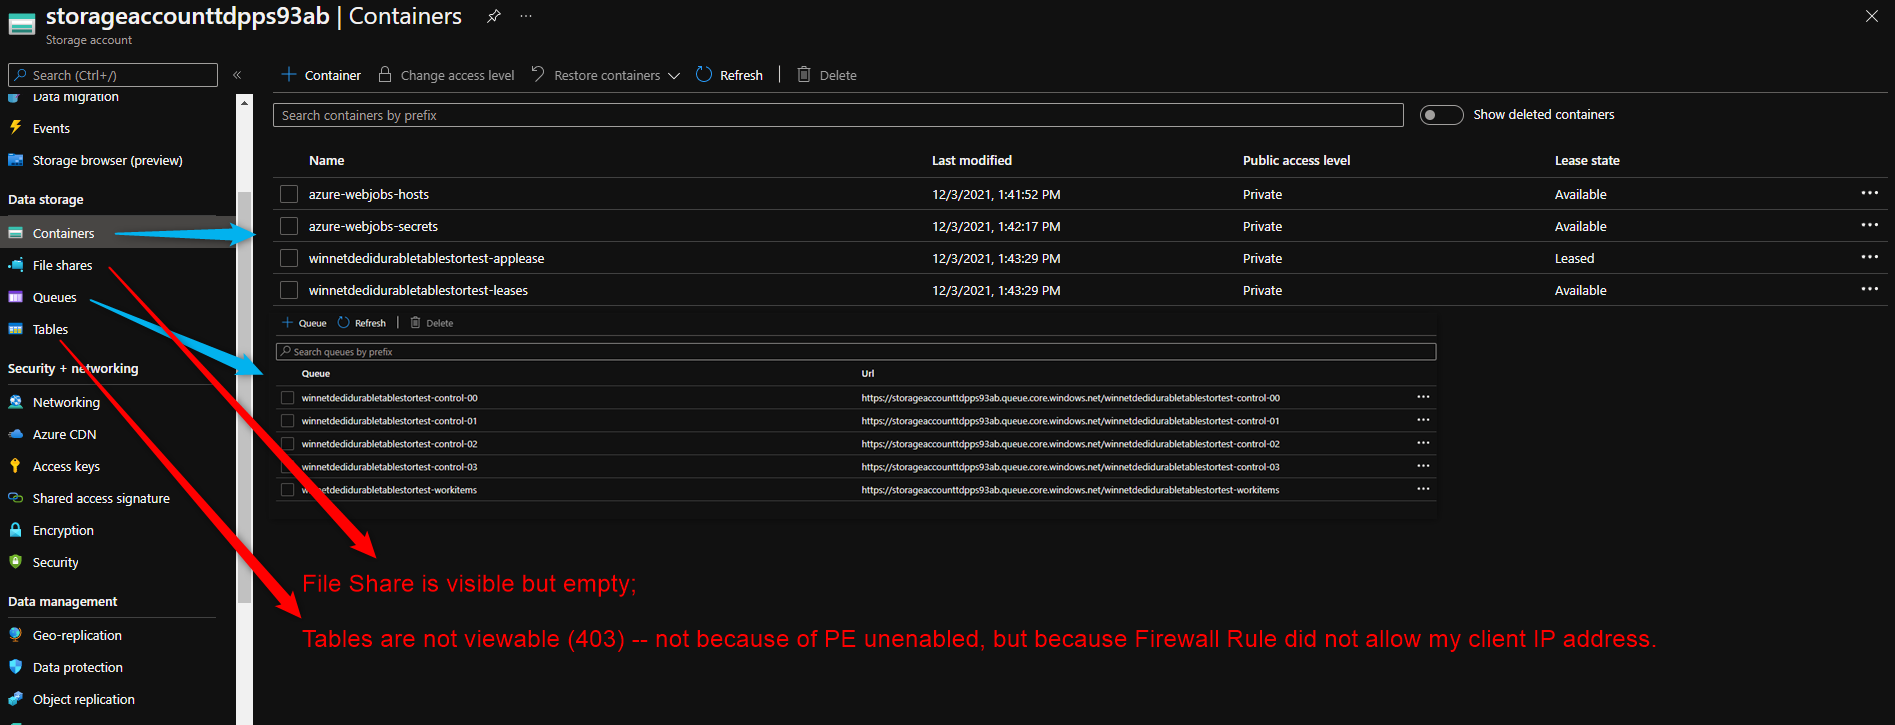 storageaccounttdpps93ab | Containers ···
Storage account
Search (Ctrl+/)
«
Data migration
Events
Storage browser (preview)
Data storage
Containers
File shares
Queues
Tables
Security + networking
Networking
Azure CDN
Access keys
Shared access signature
Encryption
Security
Data management
Geo-replication
Data protection
Object replication
+ Container Change access level Restore containers Refresh | Delete
Search containers by prefix Show deleted containers
Name Last modified Public access level Lease state
azure-webjobs-hosts 12/3/2021, 1:41:52 PM Private Available ···
azure-webjobs-secrets 12/3/2021, 1:42:17 PM Private Available ···
winnetdedidurabletablestortest-applease 12/3/2021, 1:43:29 PM Private Leased ···
winnetdedidurabletablestortest-leases 12/3/2021, 1:43:29 PM Private Available ···
+ Queue Refresh | Delete
Search queues by prefix
Queue Url
winnetdedidurabletablestortest-control-00 https://storageaccounttdpps93ab.queue.core.windows.net/winnetdedidurabletablestortest-control-00 ···
winnetdedidurabletablestortest-control-01 https://storageaccounttdpps93ab.queue.core.windows.net/winnetdedidurabletablestortest-control-01 ···
winnetdedidurabletablestortest-control-02 https://storageaccounttdpps93ab.queue.core.windows.net/winnetdedidurabletablestortest-control-02 ···
winnetdedidurabletablestortest-control-03 https://storageaccounttdpps93ab.queue.core.windows.net/winnetdedidurabletablestortest-control-03 ···
winnetdedidurabletablestortest-workitems https://storageaccounttdpps93ab.queue.core.windows.net/winnetdedidurabletablestortest-workitems ···
File Share is visible but empty;
Tables are not viewable (403) -- not because of PE unenabled, but because Firewall Rule did not allow my client IP address.